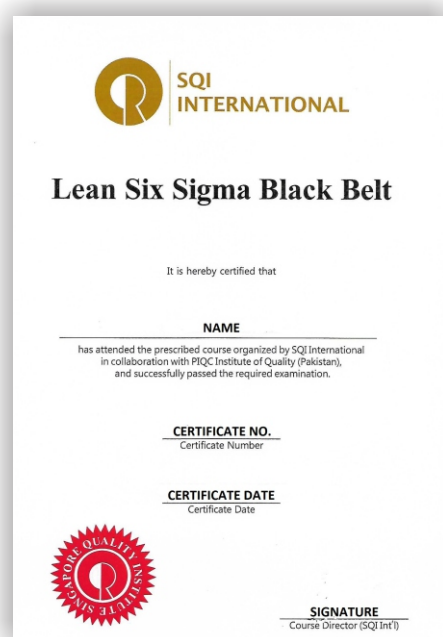 SQI
INTERNATIONAL
Lean Six Sigma Black Belt
It is hereby certified that
NAME
has attended the prescribed course organized by SQI International
in collaboration with PIQC Institute of Quality (Pakistan),
and successfully passed the required examination.
CERTIFICATE NO.
Certificate Number
CERTIFICATE DATE
Certificate Date
SINGAPORE QUALITY INSTITUTE
SIGNATURE
Course Director (SQI Int'l)